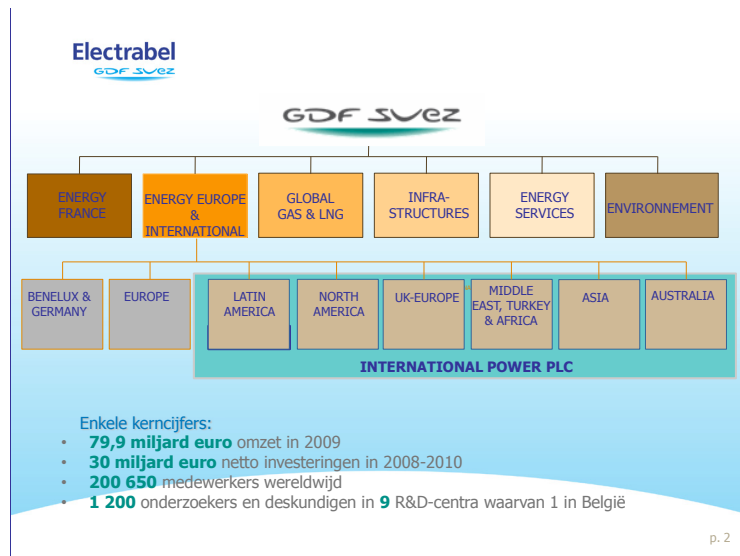 Electrabel
GDF SUEZ
GDF SUEZ
ENERGY
FRANCE
ENERGY EUROPE
&
INTERNATIONAL
GLOBAL
GAS & LNG
INFRA-
STRUCTURES
ENERGY
SERVICES
ENVIRONNEMENT
BENELUX &
GERMANY
EUROPE
LATIN
AMERICA
NORTH
AMERICA
UK-EUROPE
MIDDLE
EAST, TURKEY
& AFRICA
ASIA
AUSTRALIA
INTERNATIONAL POWER PLC
Enkele kerncijfers:
• 79,9 miljard euro omzet in 2009
• 30 miljard euro netto investeringen in 2008-2010
• 200 650 medewerkers wereldwijd
• 1 200 onderzoekers en deskundigen in 9 R&D-centra waarvan 1 in België
p. 2